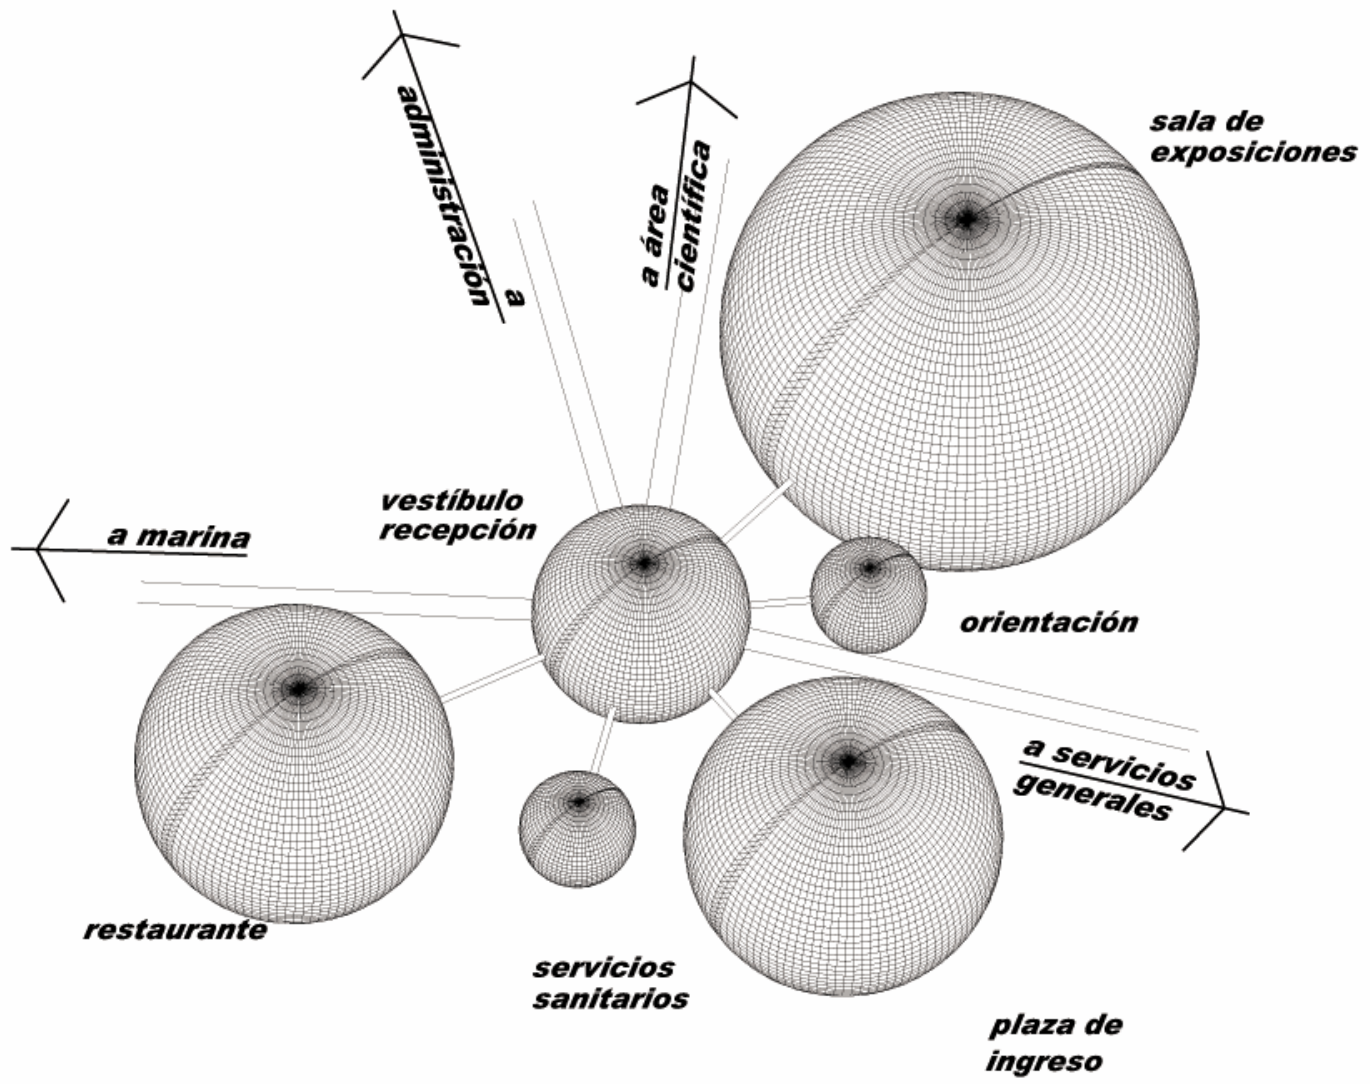 a
administración
a área
científica
sala de
exposiciones
vestíbulo
recepción
a marina
orientación
a servicios
generales
restaurante
servicios
sanitarios
plaza de
ingreso